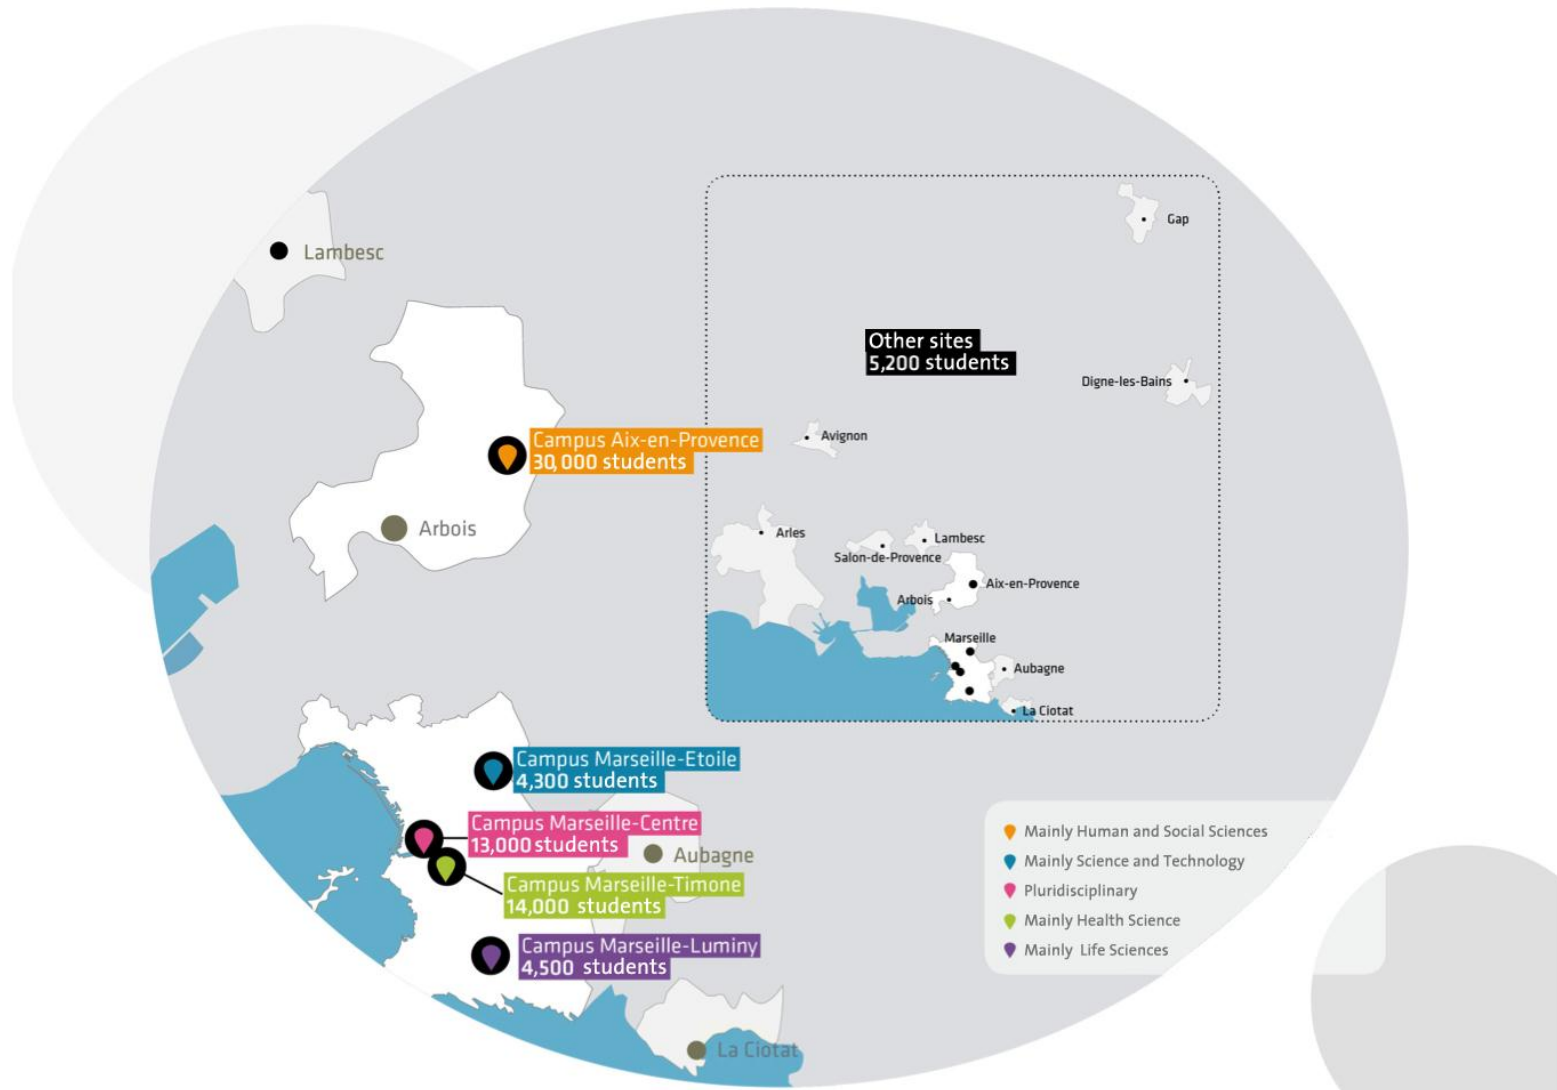 Lambesc
Arbois
Campus Aix-en-Provence
30,000 students
Other sites
5,200 students
Gap
Digne-les-Bains
Avignon
Arles
Salon-de-Provence
Lambesc
Aix-en-Provence
Arbois
Marseille
Aubagne
La Ciotat
Campus Marseille-Etoile
4,300 students
Campus Marseille-Centre
13,000 students
Aubagne
Campus Marseille-Timone
14,000 students
Campus Marseille-Luminy
4,500 students
La Ciotat
Mainly Human and Social Sciences
Mainly Science and Technology
Pluridisciplinary
Mainly Health Science
Mainly Life Sciences